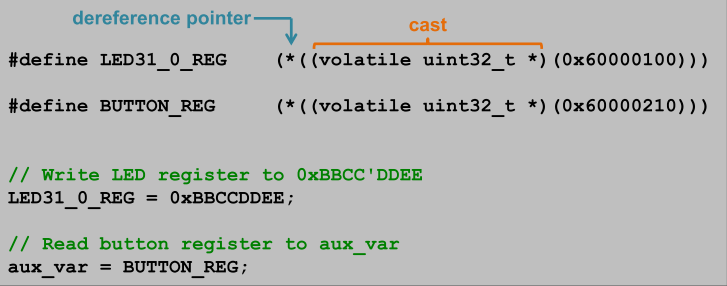 dereference pointer
cast
#define LED31_0_REG (*((volatile uint32_t *)(0x60000100)))
#define BUTTON_REG (*((volatile uint32_t *)(0x60000210)))
// Write LED register to 0xBBCC'DDEE
LED31_0_REG = 0xBBCCDDEE;
// Read button register to aux_var
aux_var = BUTTON_REG;